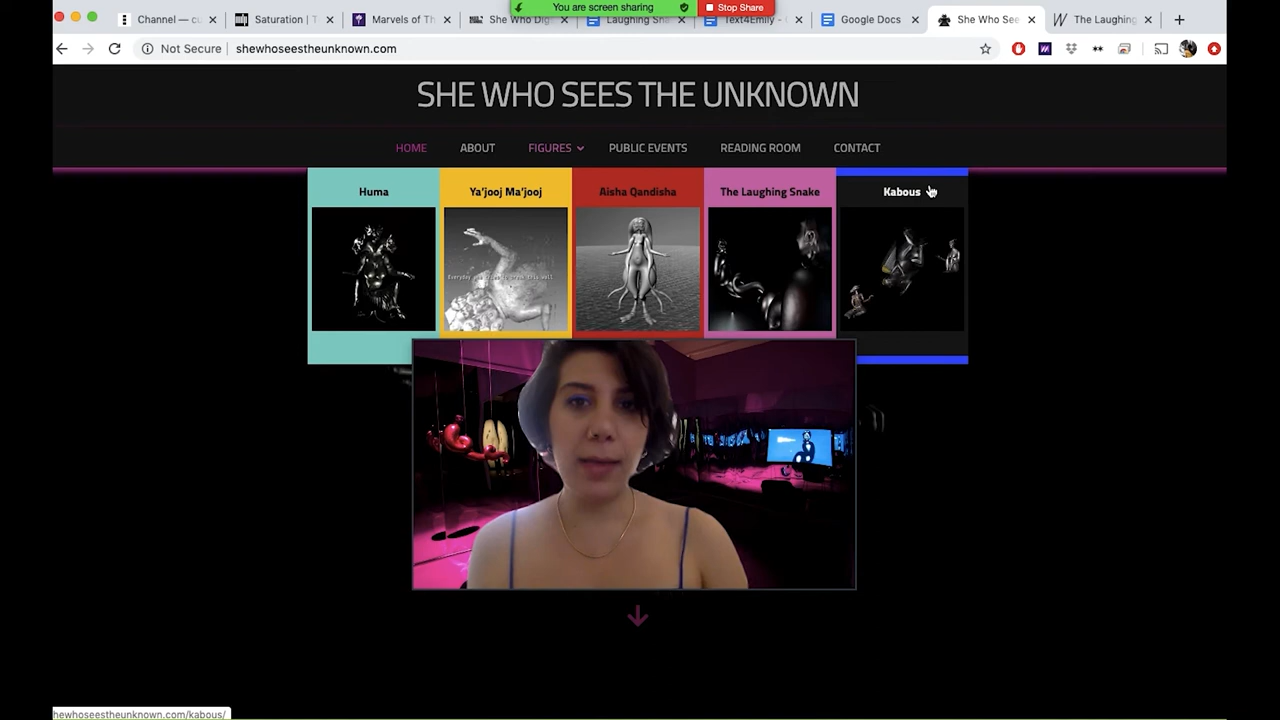 You are screen sharing
Stop Share
Channel — cu
Saturation | T
Marvels of Th
She Who Dig
Laughing Sna
Text4Emily - G
Google Docs
She Who See
The Laughing
Not Secure
shewhoseestheunknown.com
SHE WHO SEES THE UNKNOWN
HOME
ABOUT
FIGURES
PUBLIC EVENTS
READING ROOM
CONTACT
Huma
Ya'jooj Ma'jooj
Aisha Qandisha
The Laughing Snake
Kabous
hewhoseestheunknown.com/kabous/